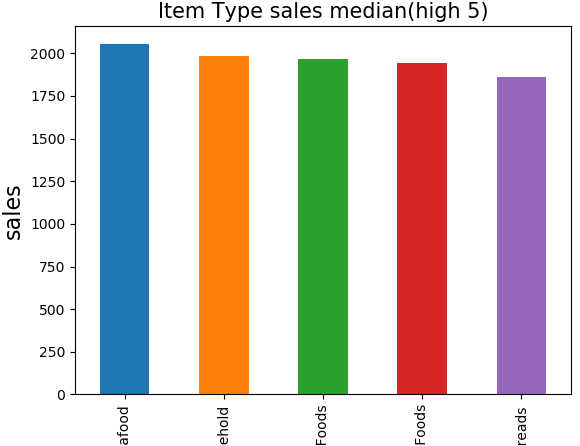 Item Type sales median(high 5)
sales
2000
1750
1500
1250
1000
750
500
250
0
afood
ehold
Foods
Foods
reads